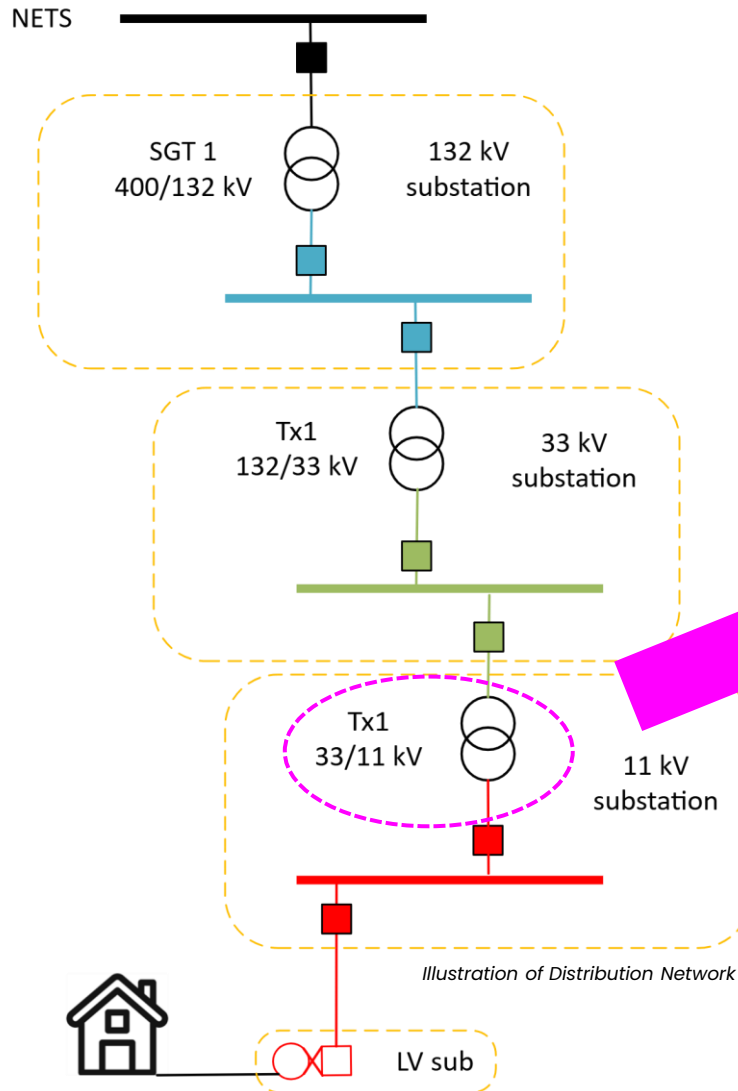 NETS
SGT 1
400/132 kV
132 kV
substation
Tx1
132/33 kV
33 kV
substation
Tx1
33/11 kV
11 kV
substation
Illustration of Distribution Network
LV sub